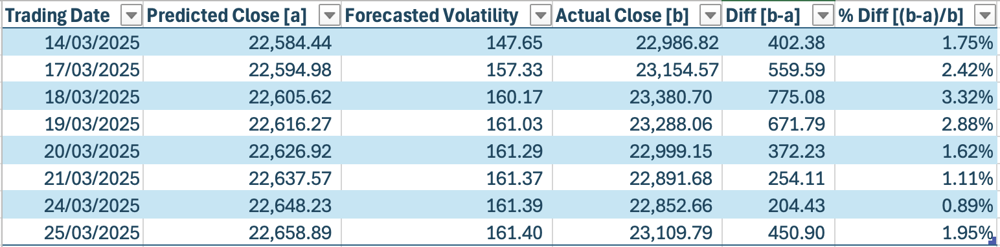 Trading Date Predicted Close [a] Forecasted Volatility Actual Close [b] Diff [b-a] % Diff [(b-a)/b]
14/03/2025 22,584.44 147.65 22,986.82 402.38 1.75%
17/03/2025 22,594.98 157.33 23,154.57 559.59 2.42%
18/03/2025 22,605.62 160.17 23,380.70 775.08 3.32%
19/03/2025 22,616.27 161.03 23,288.06 671.79 2.88%
20/03/2025 22,626.92 161.29 22,999.15 372.23 1.62%
21/03/2025 22,637.57 161.37 22,891.68 254.11 1.11%
24/03/2025 22,648.23 161.39 22,852.66 204.43 0.89%
25/03/2025 22,658.89 161.40 23,109.79 450.90 1.95%